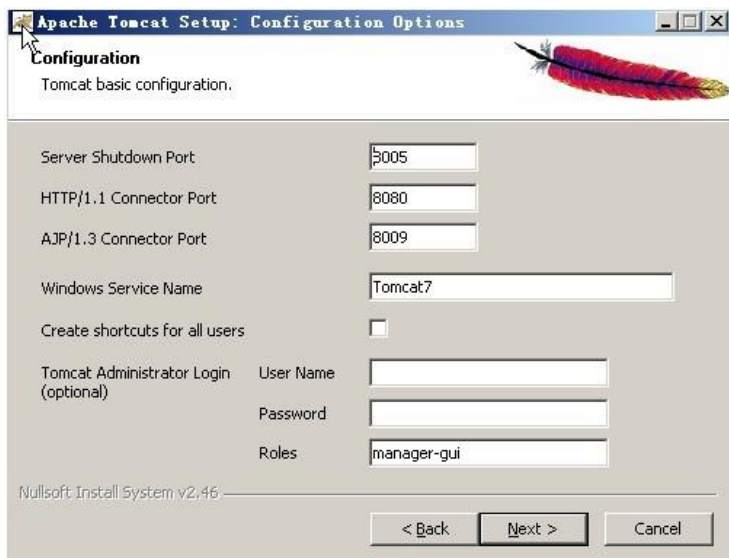 Apache Tomcat Setup: Configuration Options
Configuration
Tomcat basic configuration.
Server Shutdown Port 8005
HTTP/1.1 Connector Port 8080
AJP/1.3 Connector Port 8009
Windows Service Name Tomcat7
Create shortcuts for all users
Tomcat Administrator Login (optional)
User Name
Password
Roles manager-gui
Nullsoft Install System v2.46
< Back Next > Cancel